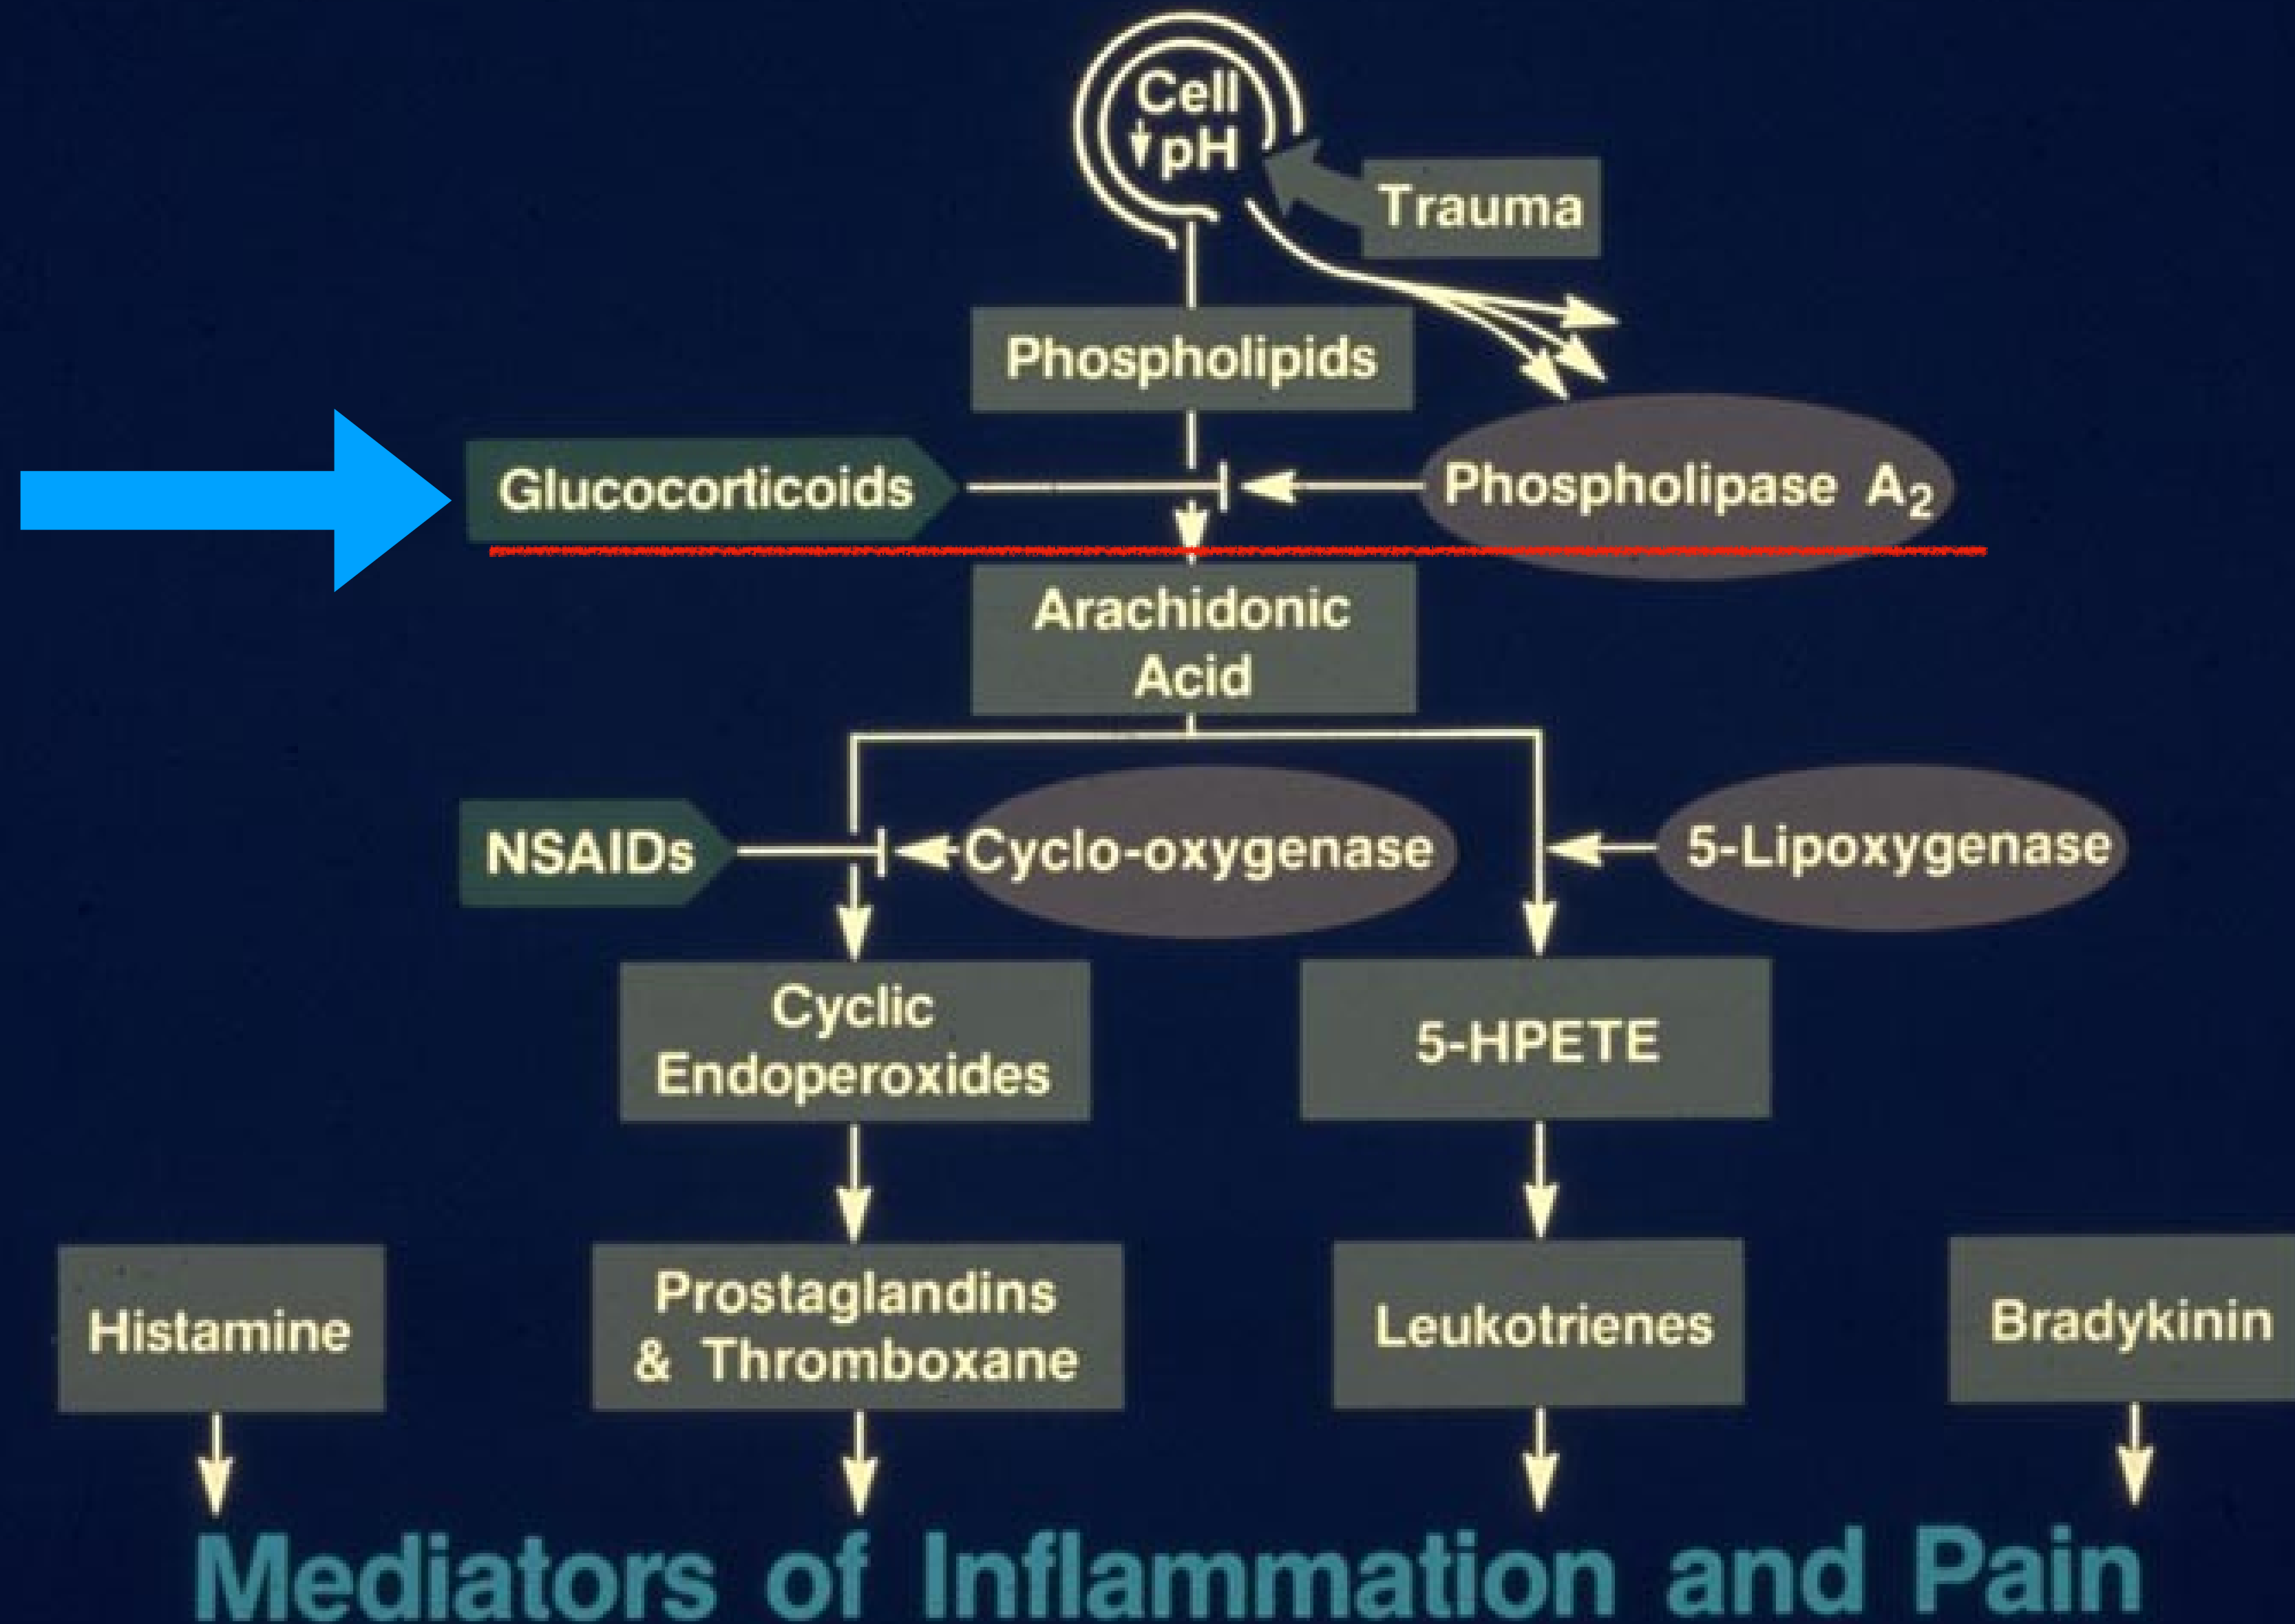 Cell
↓pH
Trauma
Phospholipids
Glucocorticoids
Phospholipase A₂
Arachidonic
Acid
NSAIDs
Cyclo-oxygenase
5-Lipoxygenase
Cyclic
Endoperoxides
5-HPETE
Histamine
Prostaglandins
& Thromboxane
Leukotrienes
Bradykinin
Mediators of Inflammation and Pain